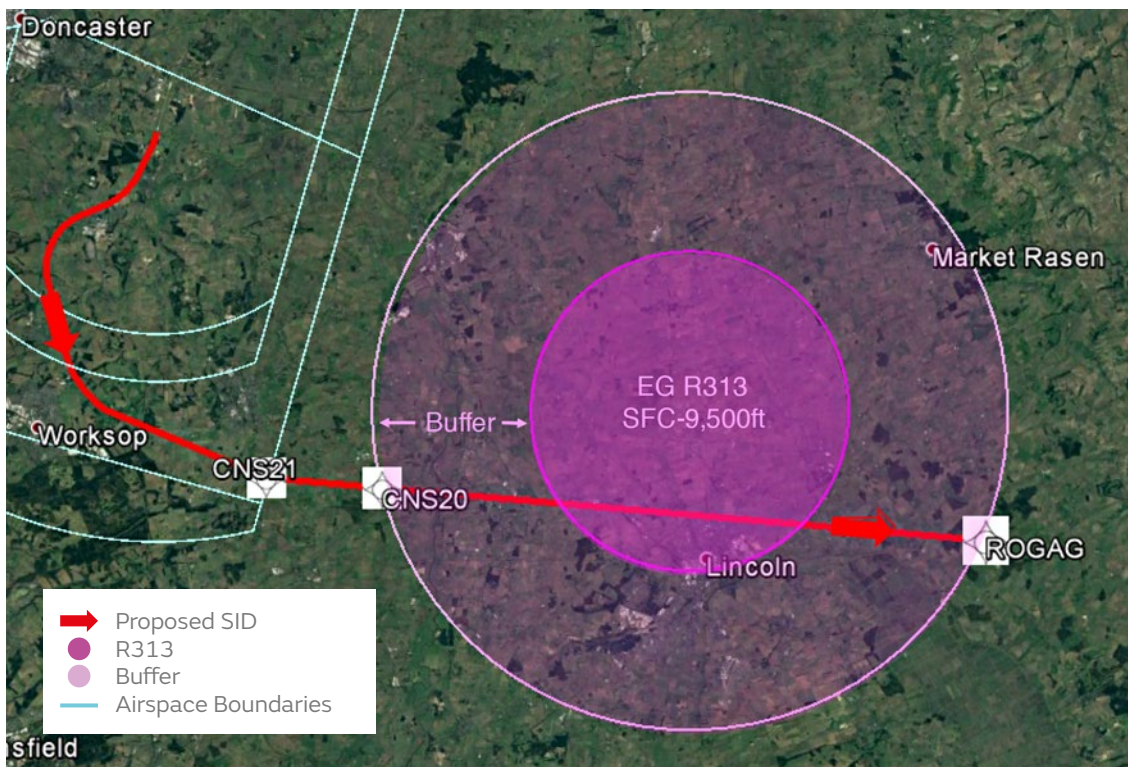 Doncaster
Market Rasen
EG R313
SFC-9,500ft
Buffer
Worksop
CNS21
CNS20
ROGAG
Lincoln
Proposed SID
R313
Buffer
Airspace Boundaries
sfield